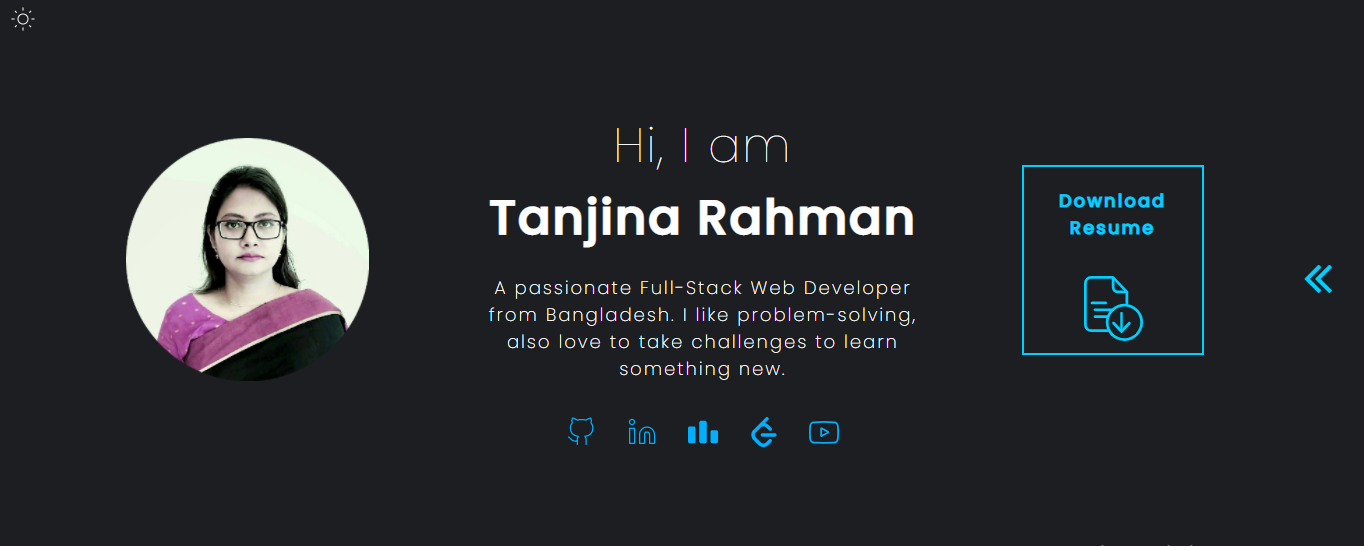 Hi, I am
Tanjina Rahman
A passionate Full-Stack Web Developer
from Bangladesh. I like problem-solving,
also love to take challenges to learn
something new.
Download
Resume